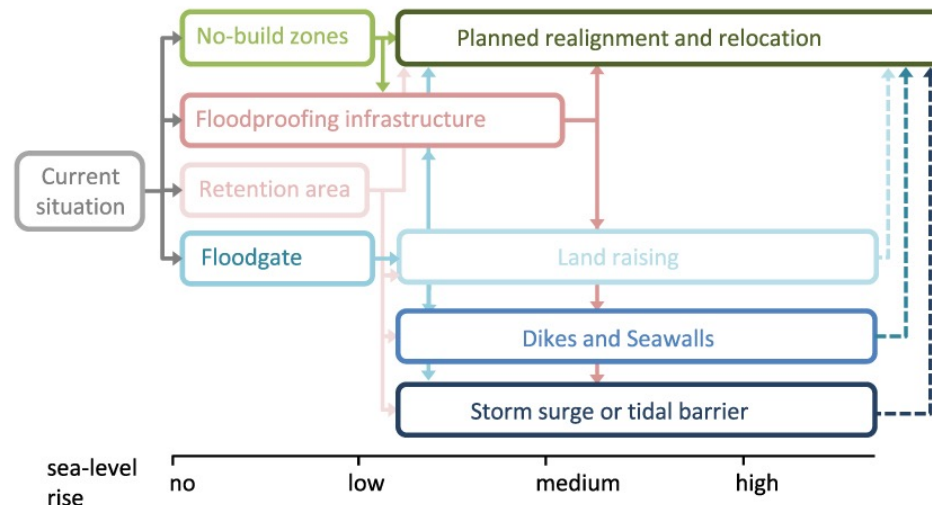 No-build zones
Planned realignment and relocation
Floodproofing infrastructure
Current
situation
Retention area
Floodgate
Land raising
Dikes and Seawalls
Storm surge or tidal barrier
sea-level
rise
no
low
medium
high